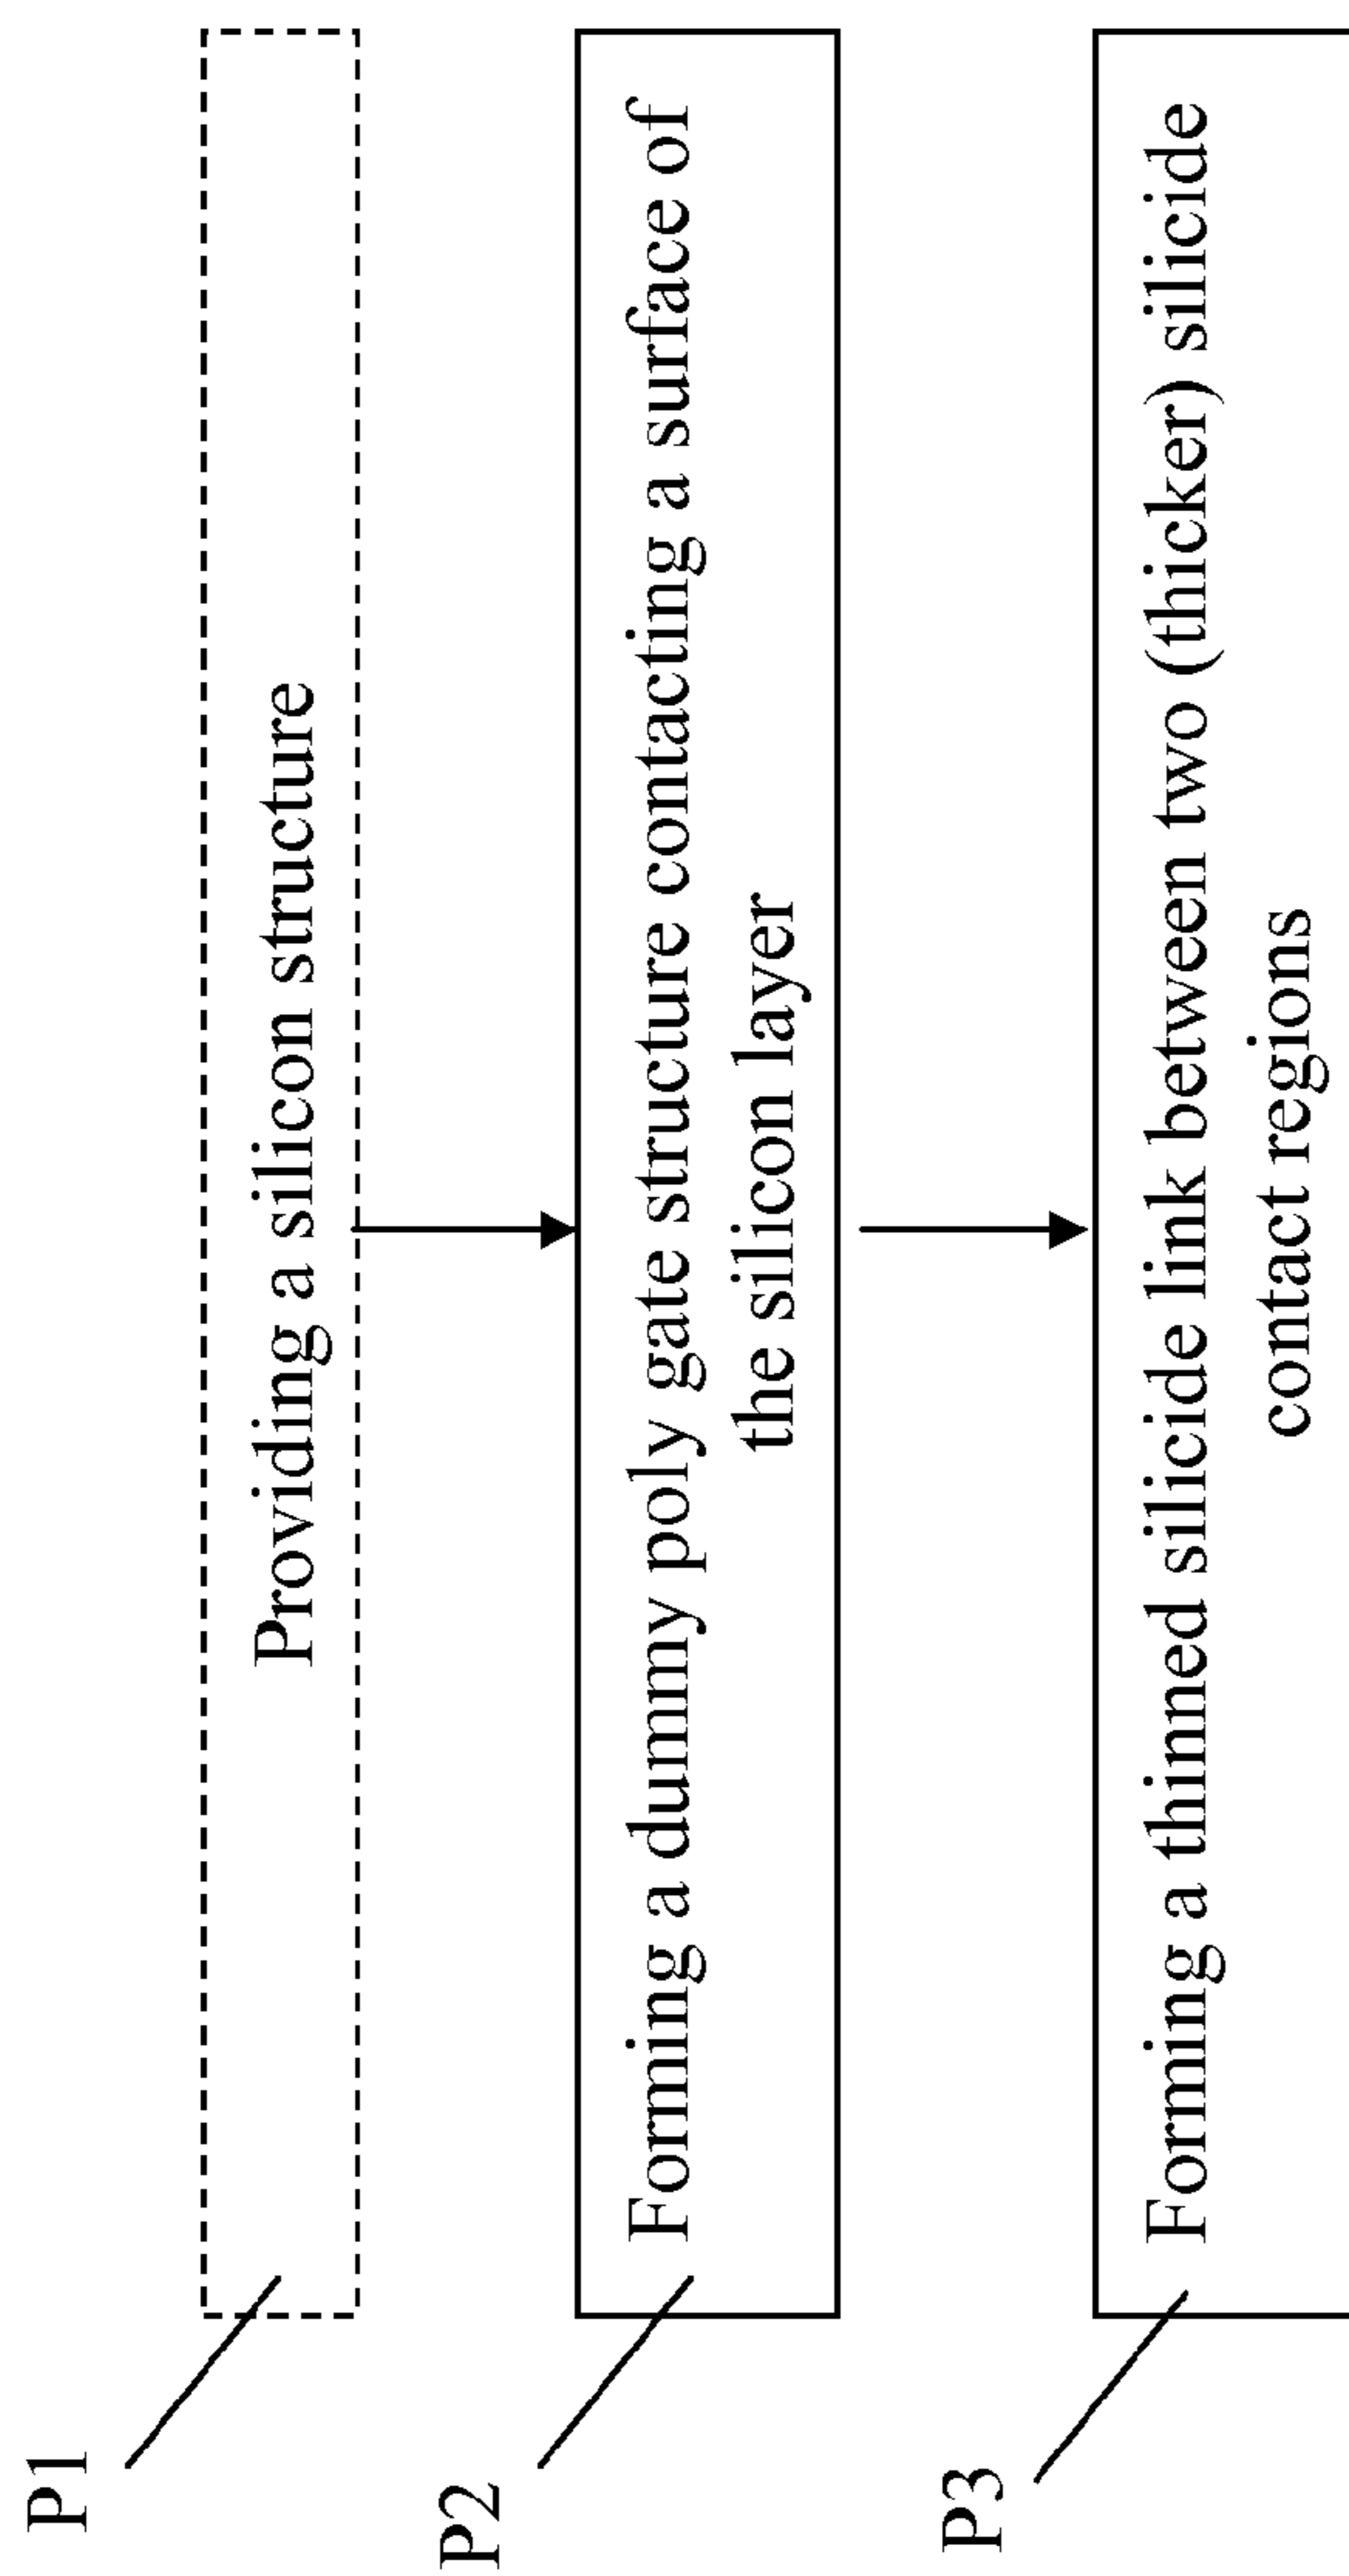 P1
Providing a silicon structure
P2
Forming a dummy poly gate structure contacting a surface of
the silicon layer
P3
Forming a thinned silicide link between two (thicker) silicide
contact regions